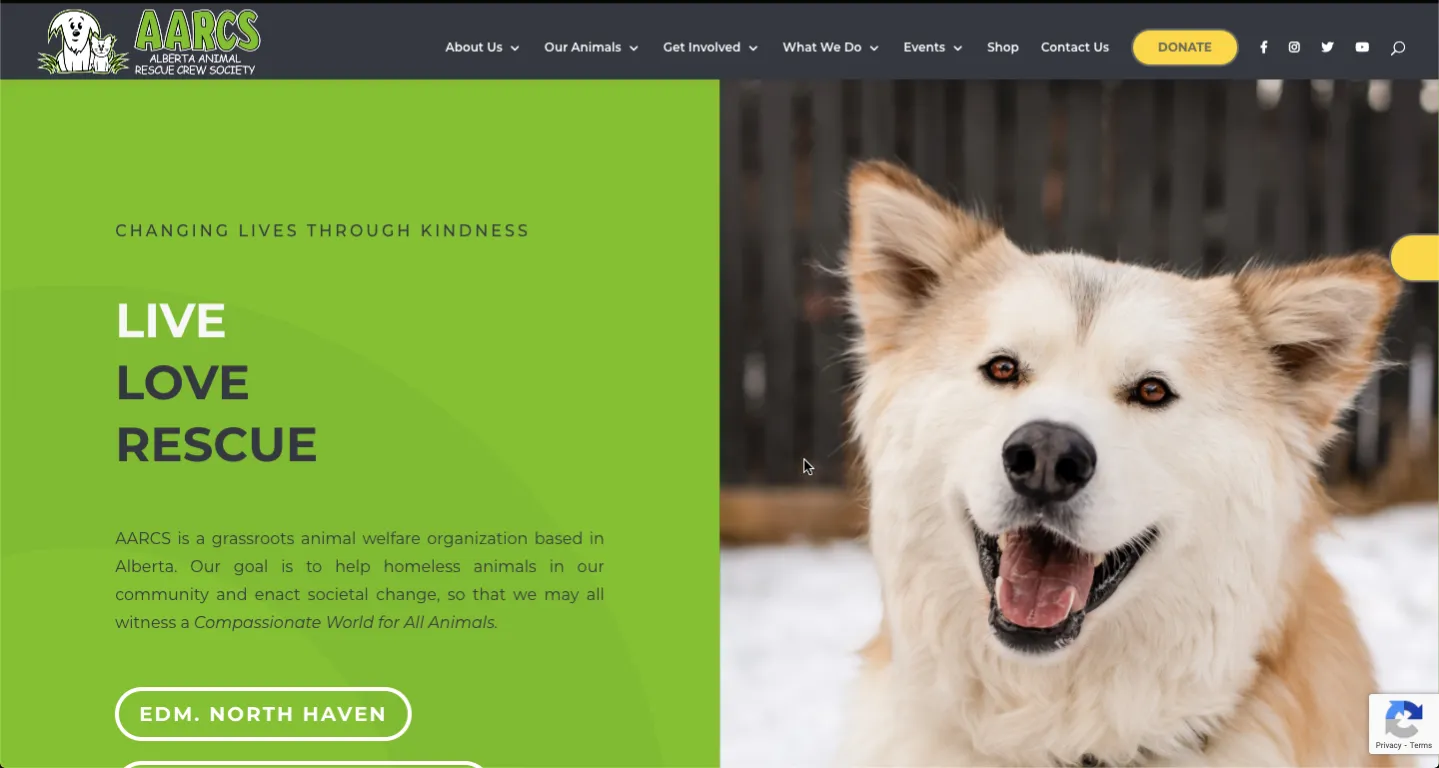 AARCS
ALBERTA ANIMAL
RESCUE CREW SOCIETY
About Us
Our Animals
Get Involved
What We Do
Events
Shop
Contact Us
DONATE
CHANGING LIVES THROUGH KINDNESS
LIVE
LOVE
RESCUE
AARCS is a grassroots animal welfare organization based in
Alberta. Our goal is to help homeless animals in our
community and enact societal change, so that we may all
witness a Compassionate World for All Animals.
EDM. NORTH HAVEN
Privacy - Terms